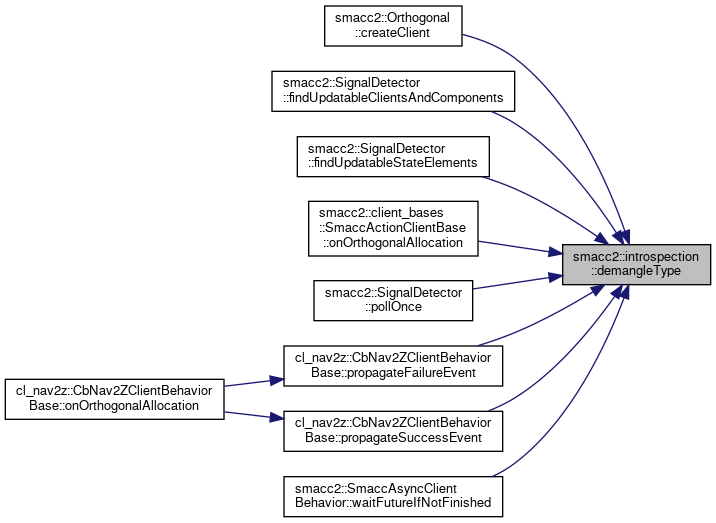 smacc2::Orthogonal
::createClient
smacc2::SignalDetector
::findUpdatableClientsAndComponents
smacc2::SignalDetector
::findUpdatableStateElements
smacc2::client_bases
::SmaccActionClientBase
::onOrthogonalAllocation
smacc2::introspection
::demangleType
smacc2::SignalDetector
::pollOnce
cl_nav2z::CbNav2ZClientBehavior
Base::propagateFailureEvent
cl_nav2z::CbNav2ZClientBehavior
Base::onOrthogonalAllocation
cl_nav2z::CbNav2ZClientBehavior
Base::propagateSuccessEvent
smacc2::SmaccAsyncClient
Behavior::waitFutureIfNotFinished